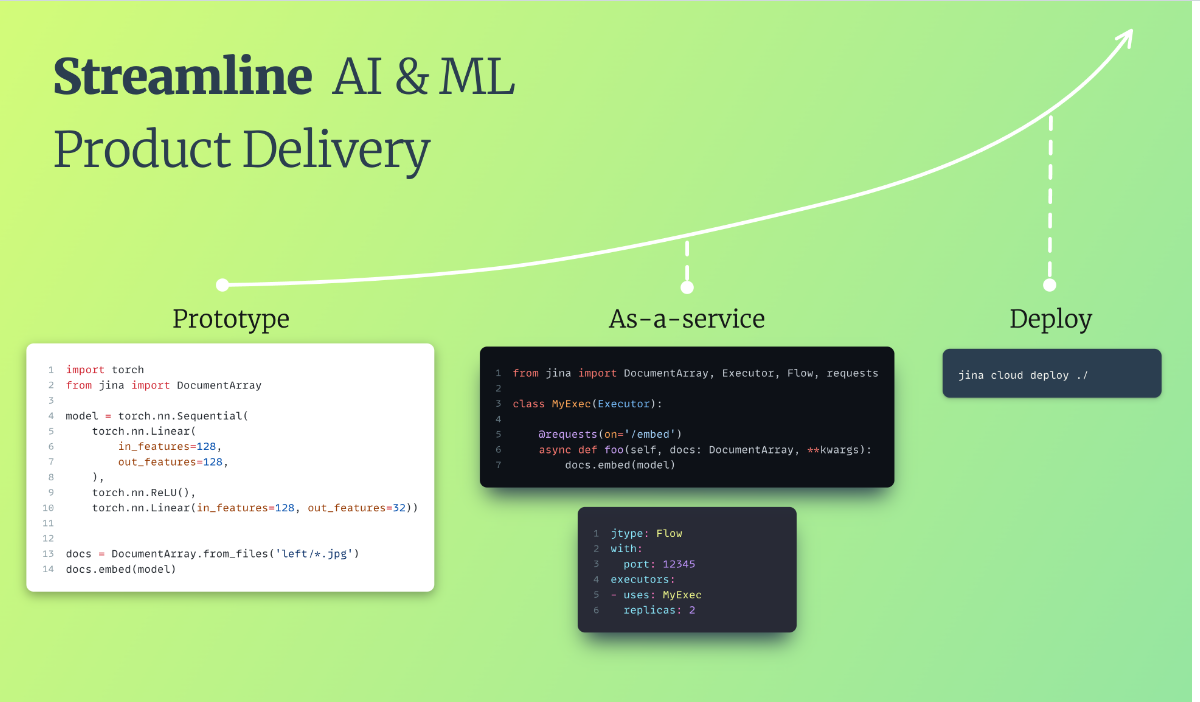 Streamline AI & ML
Product Delivery
Prototype
1 import torch
2 from jina import DocumentArray
3
4 model = torch.nn.Sequential(
5     torch.nn.Linear(
6         in_features=128,
7         out_features=128,
8     ),
9     torch.nn.ReLU(),
10     torch.nn.Linear(in_features=128, out_features=32))
11
12
13 docs = DocumentArray.from_files('left/*.jpg')
14 docs.embed(model)
As-a-service
1 from jina import DocumentArray, Executor, Flow, requests
2
3 class MyExec(Executor):
4
5     @requests(on='/embed')
6     async def foo(self, docs: DocumentArray, **kwargs):
7         docs.embed(model)
1 jtype: Flow
2 with:
3   port: 12345
4 executors:
5 - uses: MyExec
6   replicas: 2
Deploy
jina cloud deploy ./